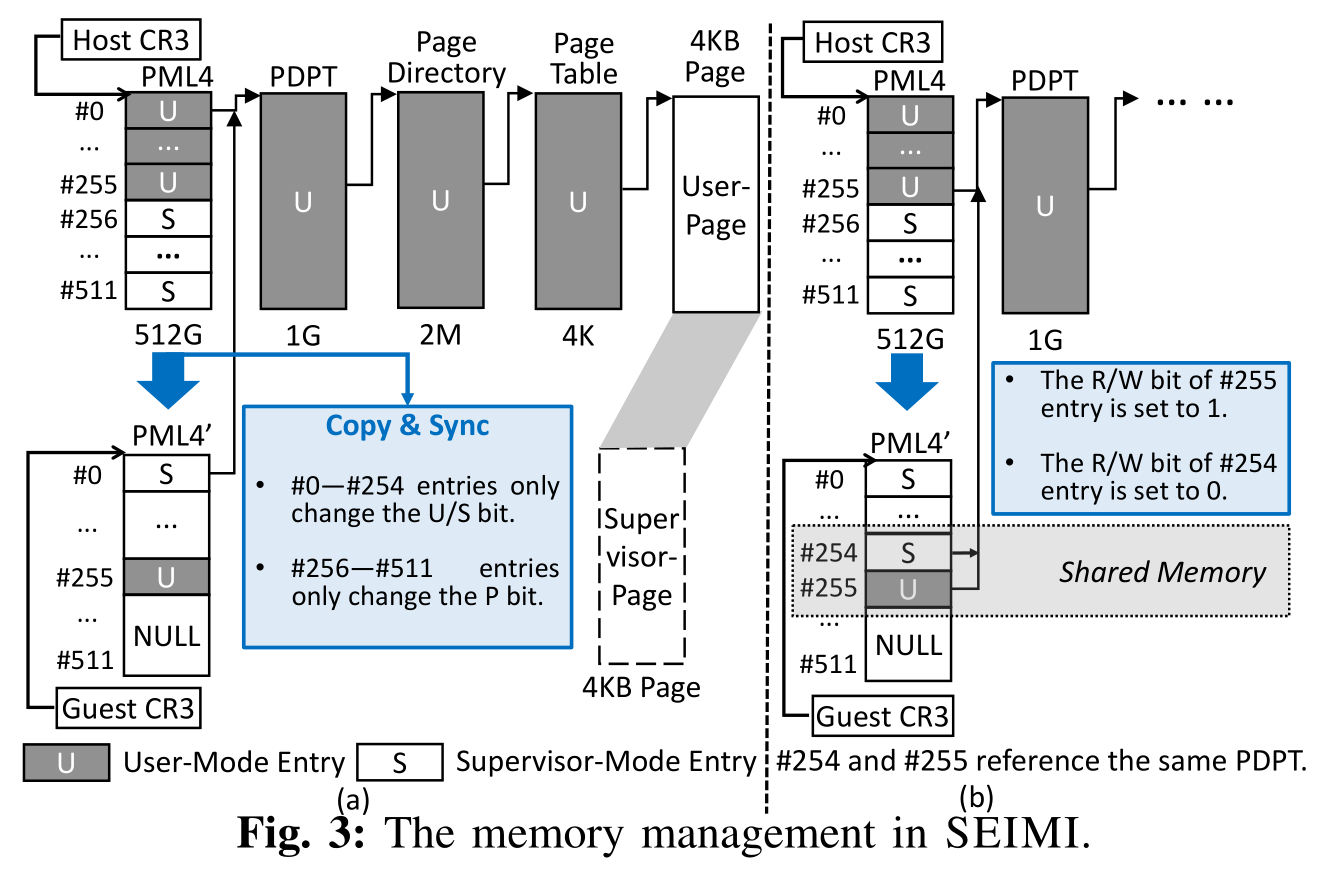 Host CR3
PML4
PDPT
Page
Directory
Page
Table
4KB
Page
#0
U
...
...
#255
U
#256
S
...
...
#511
S
U
U
U
User-
Page
512G
1G
2M
4K
PML4’
#0
S
...
...
#255
U
...
NULL
#511
Guest CR3
Copy & Sync
• #0—#254 entries only
change the U/S bit.
• #256—#511 entries
only change the P bit.
Super
visor-
Page
4KB Page
U User-Mode Entry
S Supervisor-Mode Entry
(a)
Host CR3
PML4
PDPT
... ...
#0
U
...
...
#255
U
#256
S
...
...
#511
S
U
512G
1G
• The R/W bit of #255
entry is set to 1.
• The R/W bit of #254
entry is set to 0.
PML4’
#0
S
...
...
#254
S
#255
U
Shared Memory
...
NULL
#511
Guest CR3
#254 and #255 reference the same PDPT.
(b)
Fig. 3: The memory management in SEIMI.